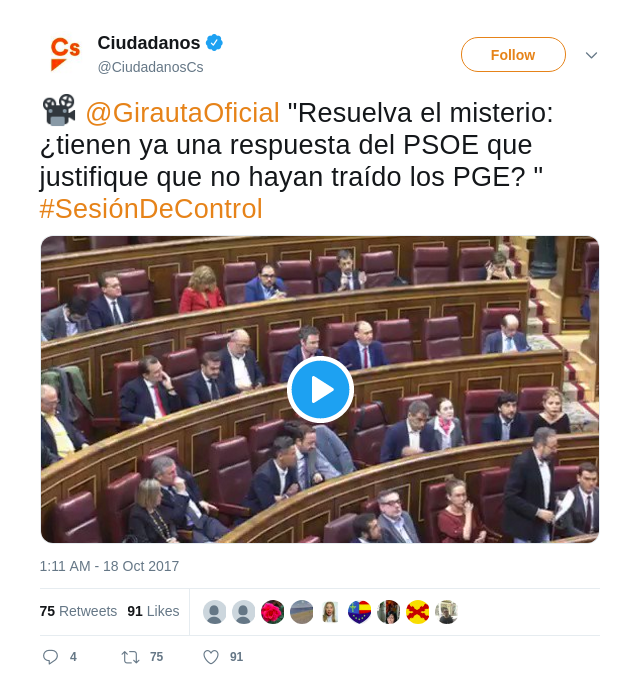 Cs
Ciudadanos
@CiudadanosCs
Follow
@GirautaOficial "Resuelva el misterio:
¿tienen ya una respuesta del PSOE que
justifique que no hayan traído los PGE? "
#SesiónDeControl
1:11 AM - 18 Oct 2017
75 Retweets 91 Likes
4 75 91